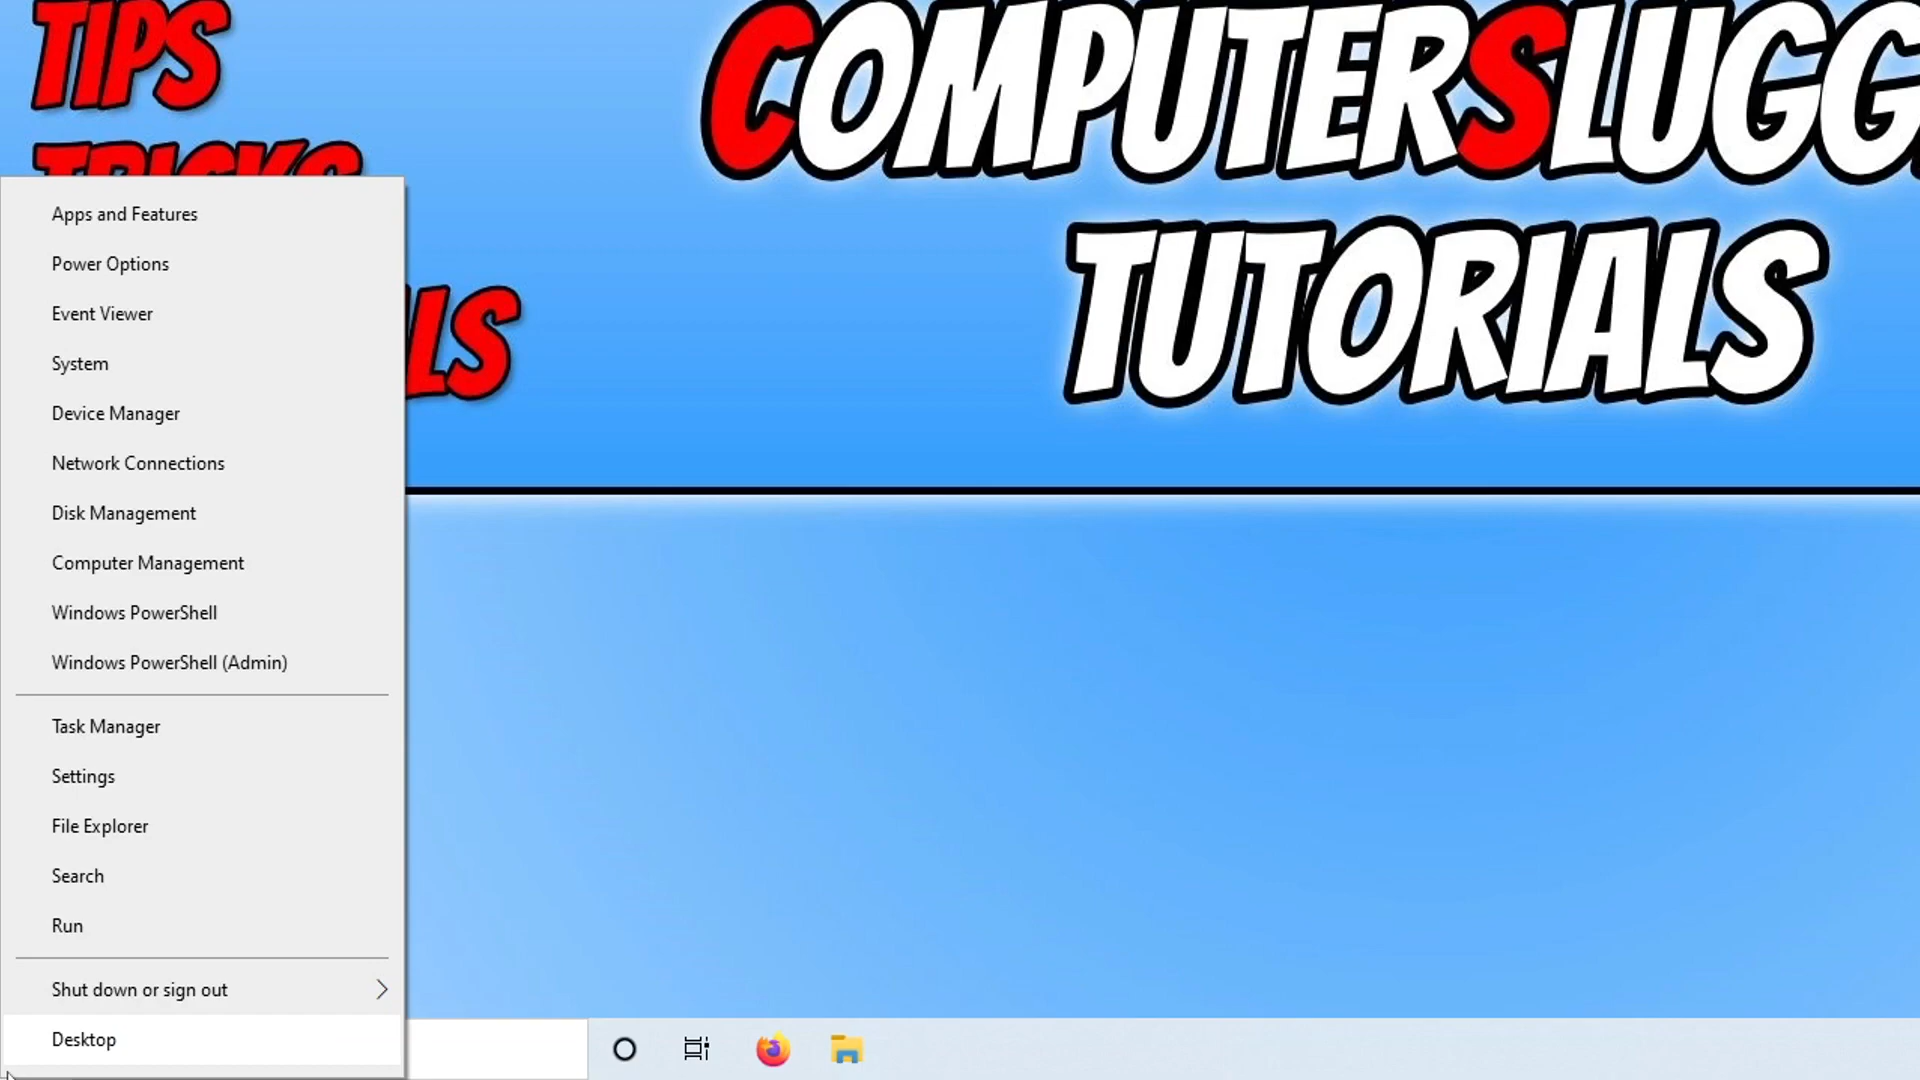 TIPS
COMPUTERSLUGG
TUTORIALS
Apps and Features
Power Options
Event Viewer
System
Device Manager
Network Connections
Disk Management
Computer Management
Windows PowerShell
Windows PowerShell (Admin)
Task Manager
Settings
File Explorer
Search
Run
Shut down or sign out
Desktop